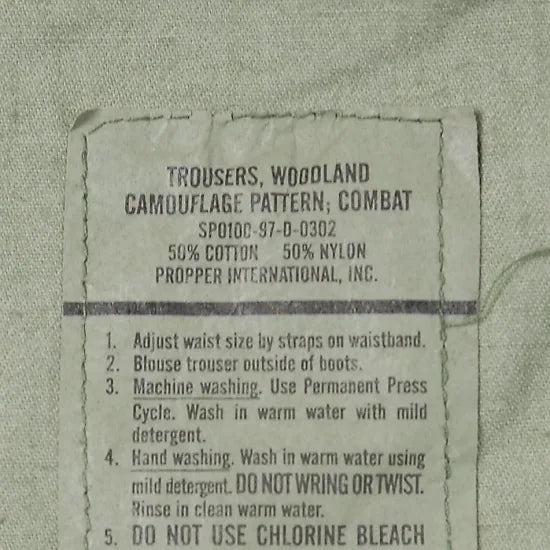 TROUSERS, WOODLAND
CAMOUFLAGE PATTERN; COMBAT
SPO100-97-D-0302
50% COTTON 50% NYLON
PROPPER INTERNATIONAL, INC.
1. Adjust waist size by straps on waistband.
2. Blouse trouser outside of boots.
3. Machine washing. Use Permanent Press
Cycle. Wash in warm water with mild
detergent.
4. Hand washing. Wash in warm water using
mild detergent. DO NOT WRING OR TWIST.
Rinse in clean warm water.
5. DO NOT USE CHLORINE BLEACH